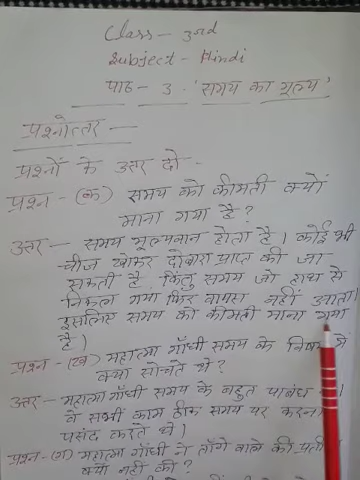 Class - 3rd
Subject - Hindi
पाठ - 3 . 'समय का मूल्य'
प्रश्नोत्तर —
प्रश्नों के उत्तर दो -
प्रश्न - (क) समय को कीमती क्यों
माना गया है?
उत्तर — समय मूल्यवान होता है। कोई भी
चीज खोकर दोबारा प्राप्त की जा
सकती है किंतु समय जो हाथ से
निकल गया फिर वापस नहीं आता।
इसलिए समय को कीमती माना गया
है।
प्रश्न - (ख) महात्मा गाँधी समय के विषय में
क्या सोचते थे?
उत्तर — महात्मा गाँधी समय के बहुत पाबंद
वे सभी काम ठीक समय पर करना
पसंद करते थे।
प्रश्न - (ग) महात्मा गाँधी ने ताँगे वाले की
क्यों नहीं की?